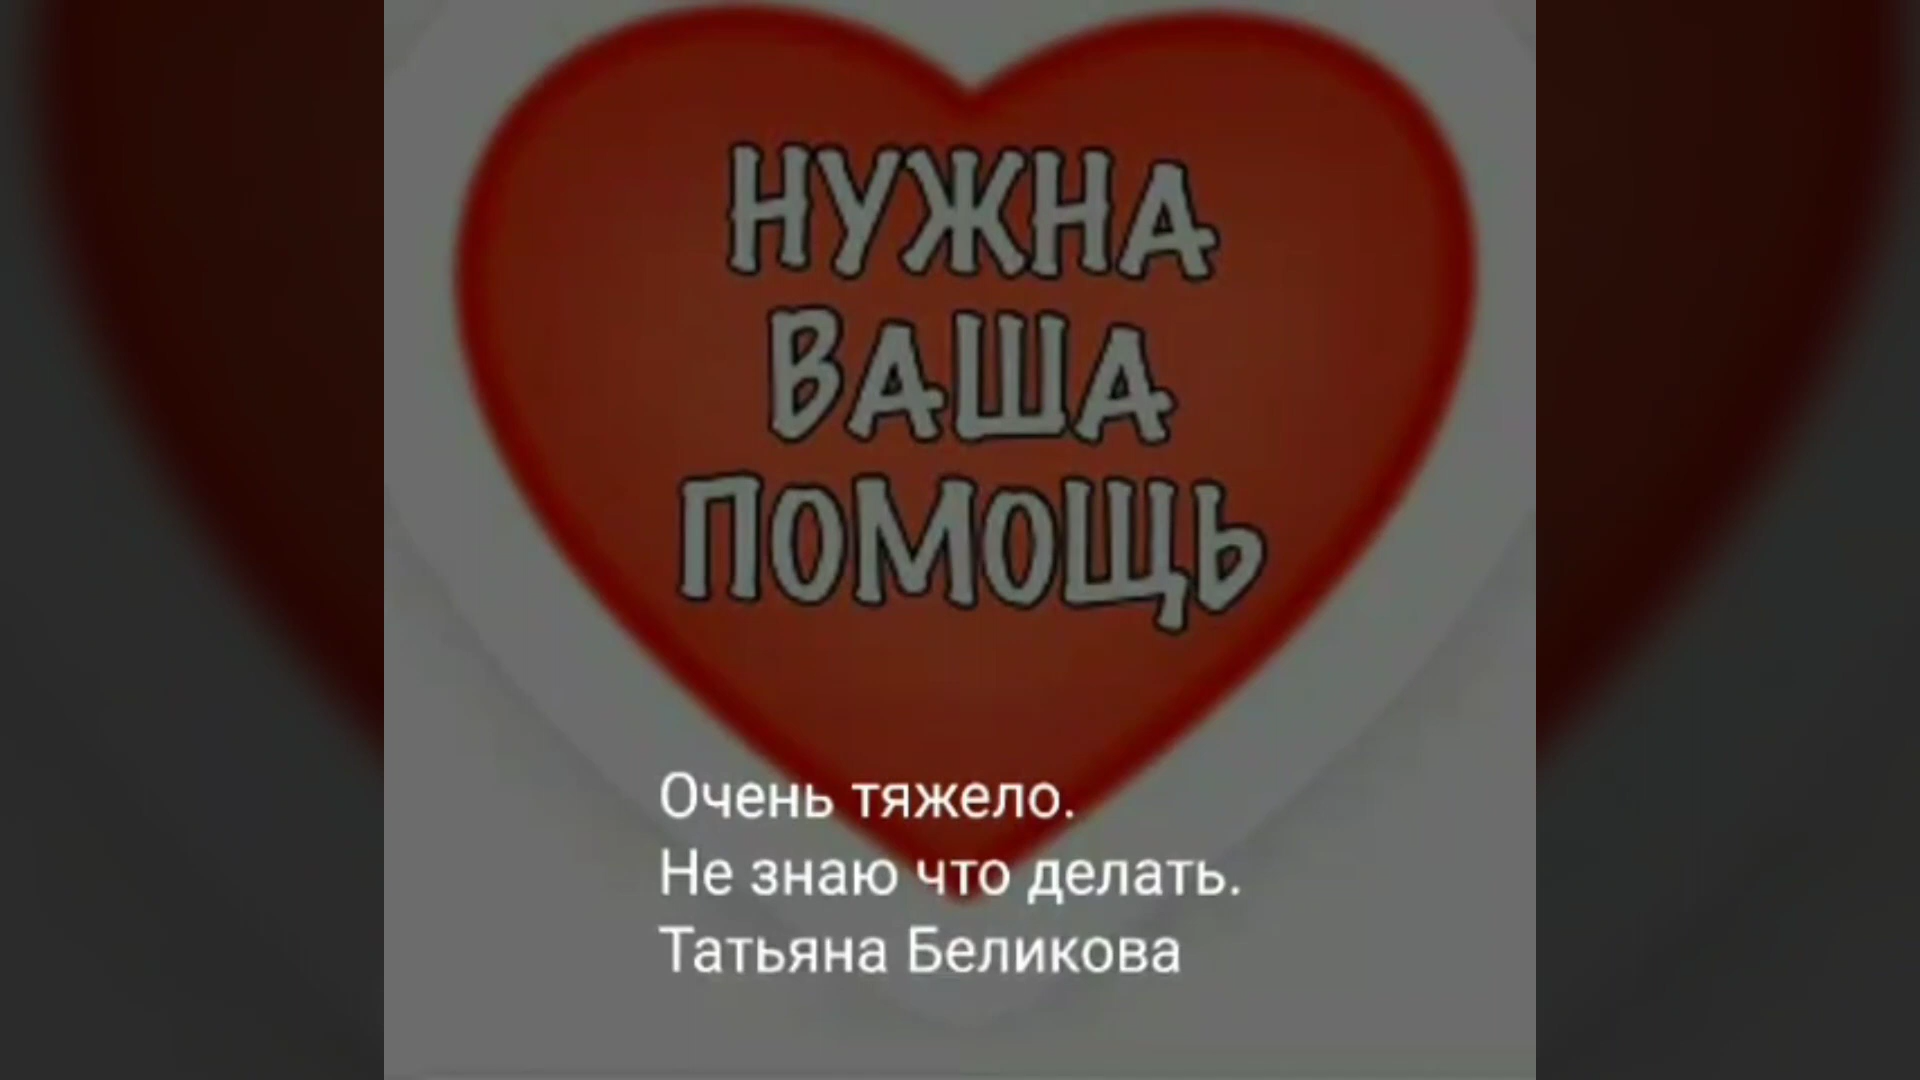 НУЖНА
ВАША
ПОМОЩЬ
Очень тяжело.
Не знаю что делать.
Татьяна Беликова